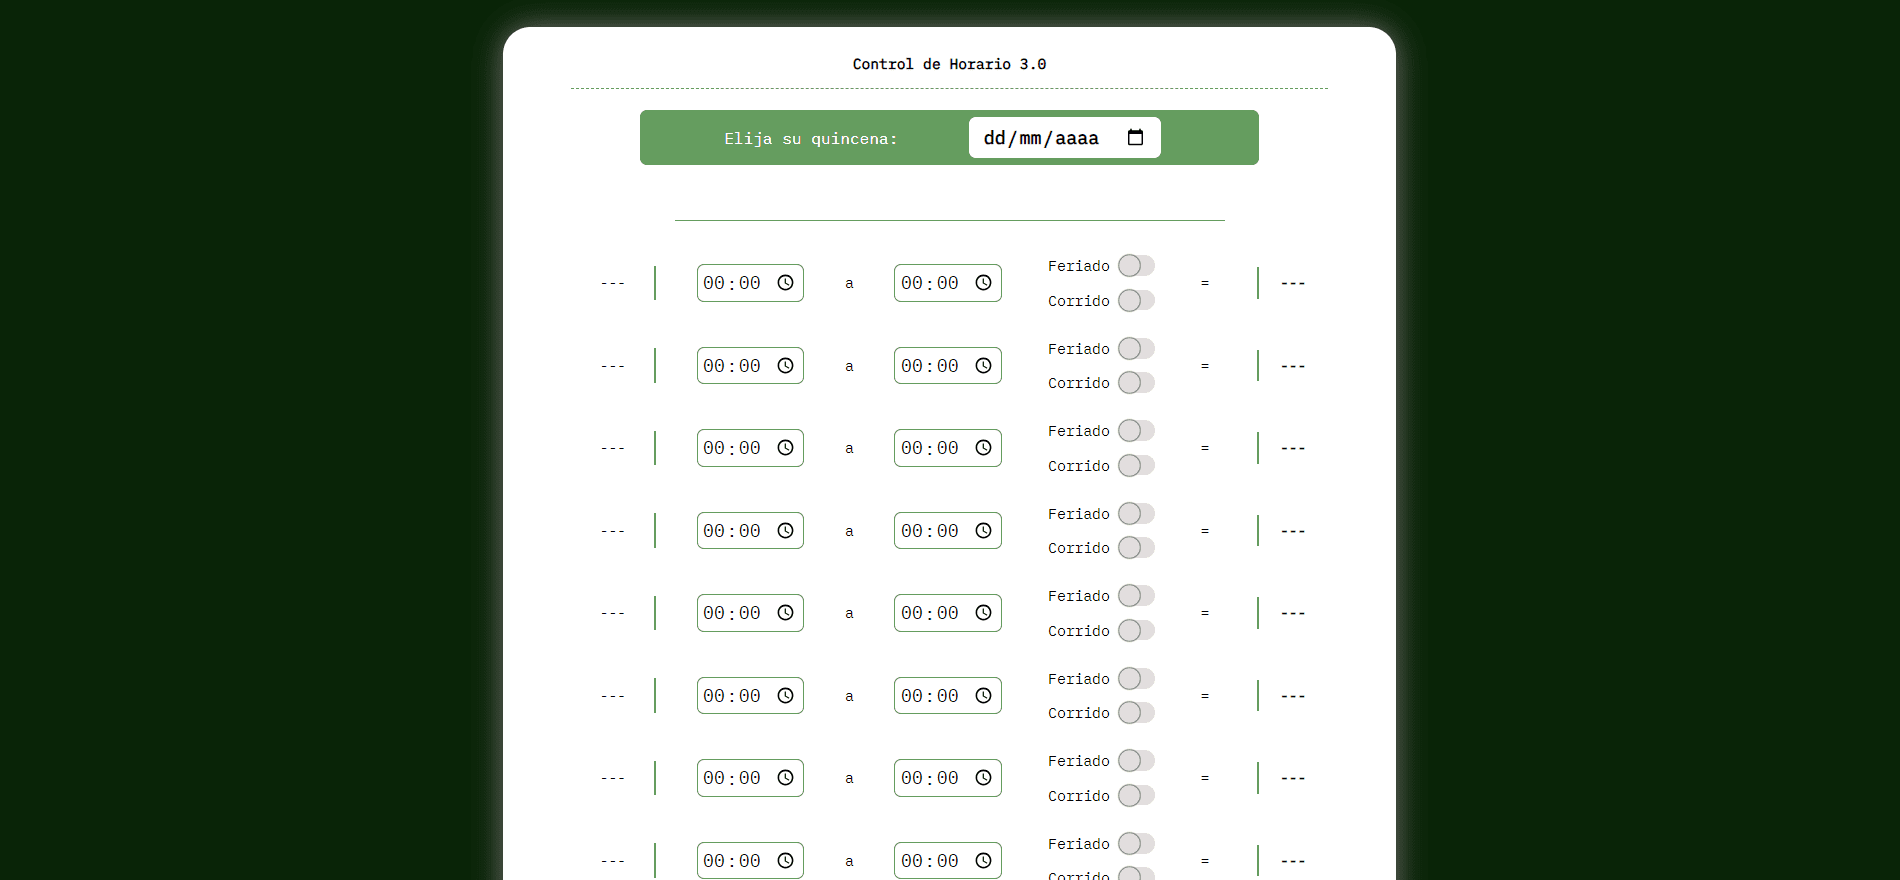 Control de Horario 3.0
Elija su quincena: dd/mm/aaaa
--- 00:00 a 00:00 Feriado Corrido = ---
--- 00:00 a 00:00 Feriado Corrido = ---
--- 00:00 a 00:00 Feriado Corrido = ---
--- 00:00 a 00:00 Feriado Corrido = ---
--- 00:00 a 00:00 Feriado Corrido = ---
--- 00:00 a 00:00 Feriado Corrido = ---
--- 00:00 a 00:00 Feriado Corrido = ---
--- 00:00 a 00:00 Feriado Corrido = ---